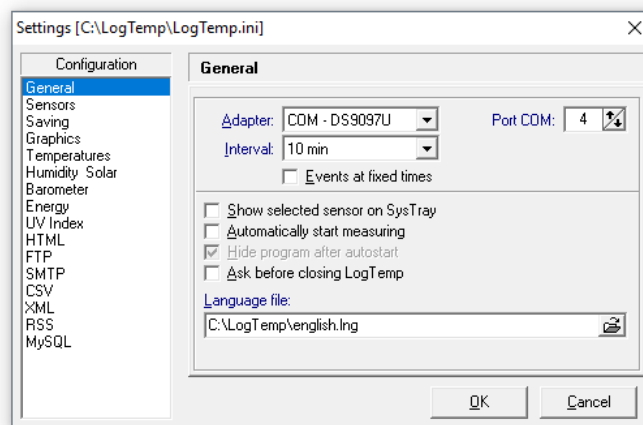 Settings [C:\LogTemp\LogTemp.ini]
Configuration
General
Sensors
Saving
Graphics
Temperatures
Humidity Solar
Barometer
Energy
UV Index
HTML
FTP
SMTP
CSV
XML
RSS
MySQL
General
Adapter: COM - DS9097U Port COM: 4
Interval: 10 min
Events at fixed times
Show selected sensor on SysTray
Automatically start measuring
Hide program after autostart
Ask before closing LogTemp
Language file:
C:\LogTemp\english.lng
OK Cancel